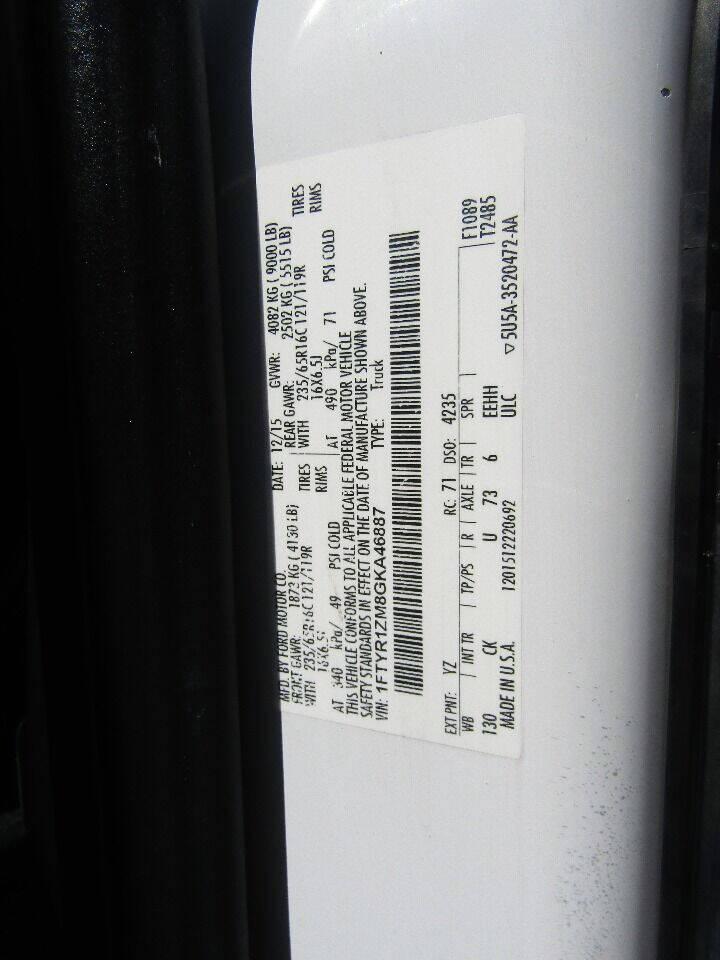 MFD. BY FORD MOTOR CO. DATE: 12/15 GVWR: 4082 KG ( 9000 LB)
FRONT GAWR: 1873 KG ( 4130 LB) REAR GAWR: 2502 KG ( 5515 LB)
WITH 235/65R16C 121/119R TIRES WITH 235/65R16C 121/119R TIRES
16X6.5J RIMS 16X6.5J RIMS
AT 340 kPa/ 49 PSI COLD AT 490 kPa/ 71 PSI COLD
THIS VEHICLE CONFORMS TO ALL APPLICABLE FEDERAL MOTOR VEHICLE
SAFETY STANDARDS IN EFFECT ON THE DATE OF MANUFACTURE SHOWN ABOVE.
VIN: 1FTYR1ZM8GKA46887 TYPE: Truck
EXT PNT: YZ RC: 71 DSO: 4235 F1089
WB INT TR TP/PS R AXLE TR SPR T2485
130 CK U 73 6 EEHH
MADE IN U.S.A. 1201512220692 ULC ▽5U5A-3520472-AA